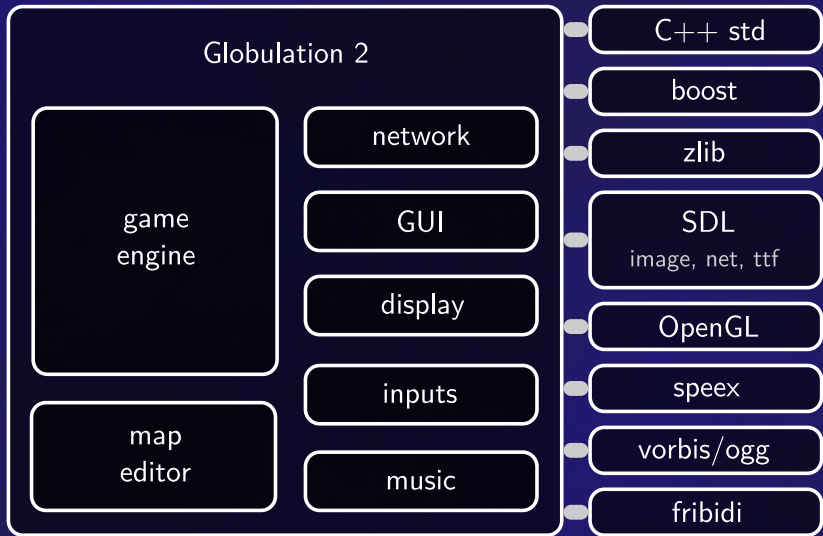 Globulation 2
game
engine
map
editor
network
GUI
display
inputs
music
C++ std
boost
zlib
SDL
image, net, ttf
OpenGL
speex
vorbis/ogg
fribidi